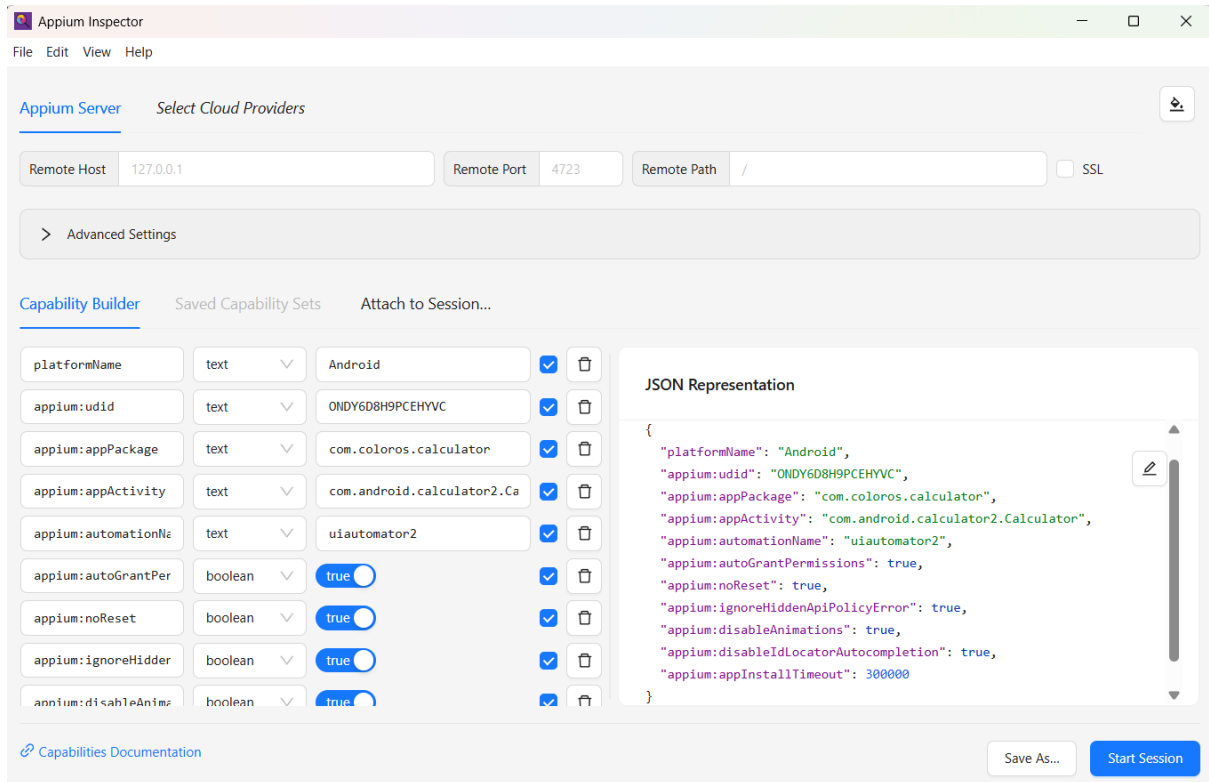 Appium Inspector
File Edit View Help
Appium Server Select Cloud Providers
Remote Host 127.0.0.1 Remote Port 4723 Remote Path / SSL
Advanced Settings
Capability Builder Saved Capability Sets Attach to Session...
platformName text Android
appium:udid text ONDY6D8H9PCEHYVC
appium:appPackage text com.coloros.calculator
appium:appActivity text com.android.calculator2.Ca
appium:automationNa text uiautomator2
appium:autoGrantPer boolean true
appium:noReset boolean true
appium:ignoreHidder boolean true
appium:disableAnima boolean true
JSON Representation
{
"platformName": "Android",
"appium:udid": "ONDY6D8H9PCEHYVC",
"appium:appPackage": "com.coloros.calculator",
"appium:appActivity": "com.android.calculator2.Calculator",
"appium:automationName": "uiautomator2",
"appium:autoGrantPermissions": true,
"appium:noReset": true,
"appium:ignoreHiddenApiPolicyError": true,
"appium:disableAnimations": true,
"appium:disableIdLocatorAutocompletion": true,
"appium:appInstallTimeout": 300000
}
Capabilities Documentation
Save As... Start Session